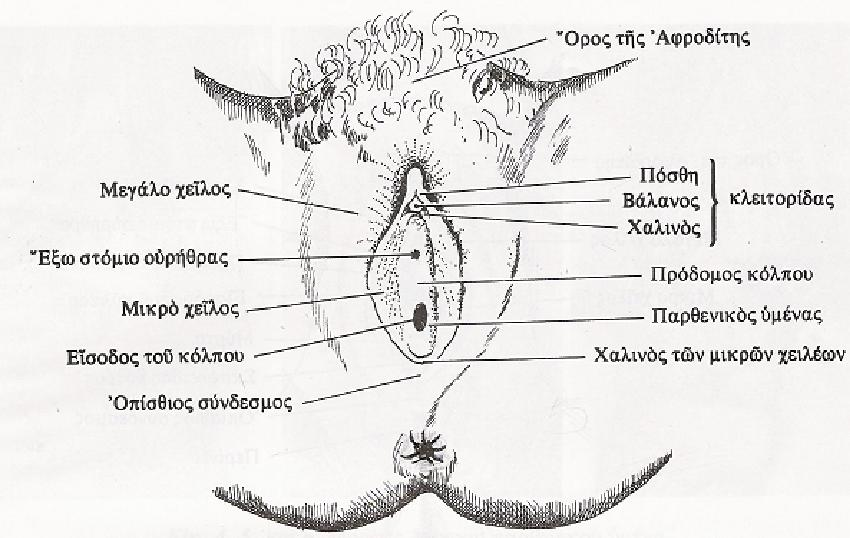 Ὄρος τῆς Ἀφροδίτης
Μεγάλο χεῖλος
Ἔξω στόμιο οὐρήθρας
Μικρὸ χεῖλος
Εἴσοδος τοῦ κόλπου
Ὀπίσθιος σύνδεσμος
Πόσθη
Βάλανος
Χαλινὸς
κλειτορίδας
Πρόδομος κόλπου
Παρθενικὸς ὑμένας
Χαλινὸς τῶν μικρῶν χειλέων